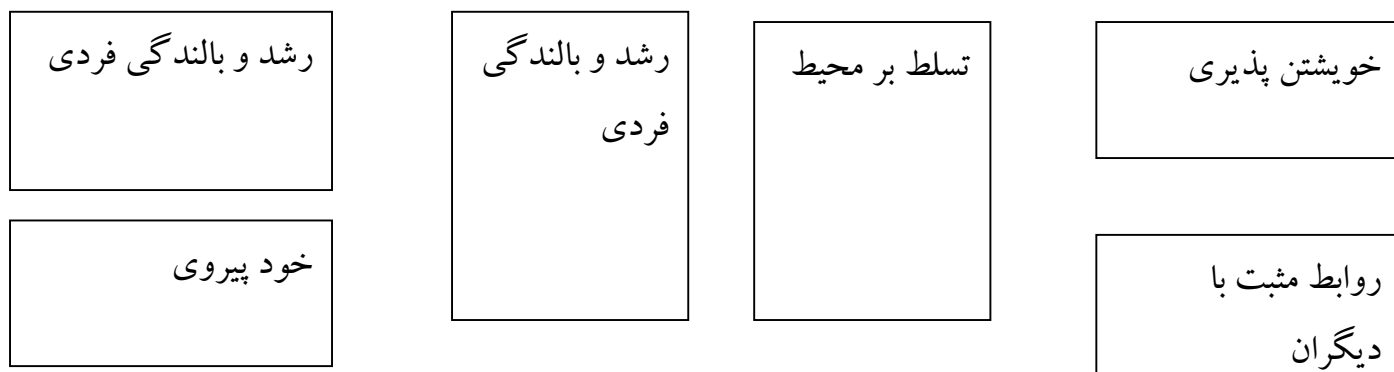 خویشتن پذیری
تسلط بر محیط
رشد و بالندگی
فردی
رشد و بالندگی فردی
روابط مثبت با
دیگران
خود پیروی